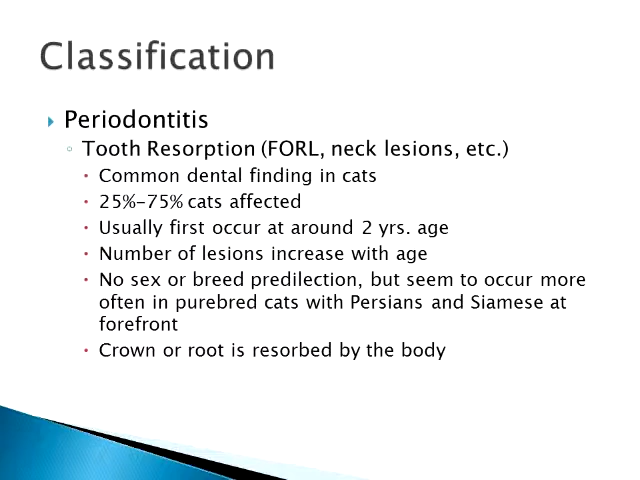 Classification
Periodontitis
Tooth Resorption (FORL, neck lesions, etc.)
Common dental finding in cats
25%-75% cats affected
Usually first occur at around 2 yrs. age
Number of lesions increase with age
No sex or breed predilection, but seem to occur more
often in purebred cats with Persians and Siamese at
forefront
Crown or root is resorbed by the body